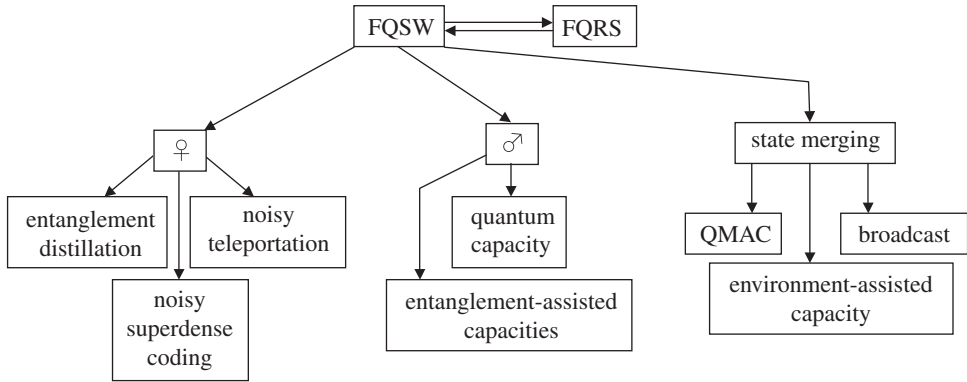 FQSW
FQRS
♀
♂
state merging
entanglement
distillation
noisy
teleportation
quantum
capacity
QMAC
broadcast
noisy
superdense
coding
entanglement-assisted
capacities
environment-assisted
capacity